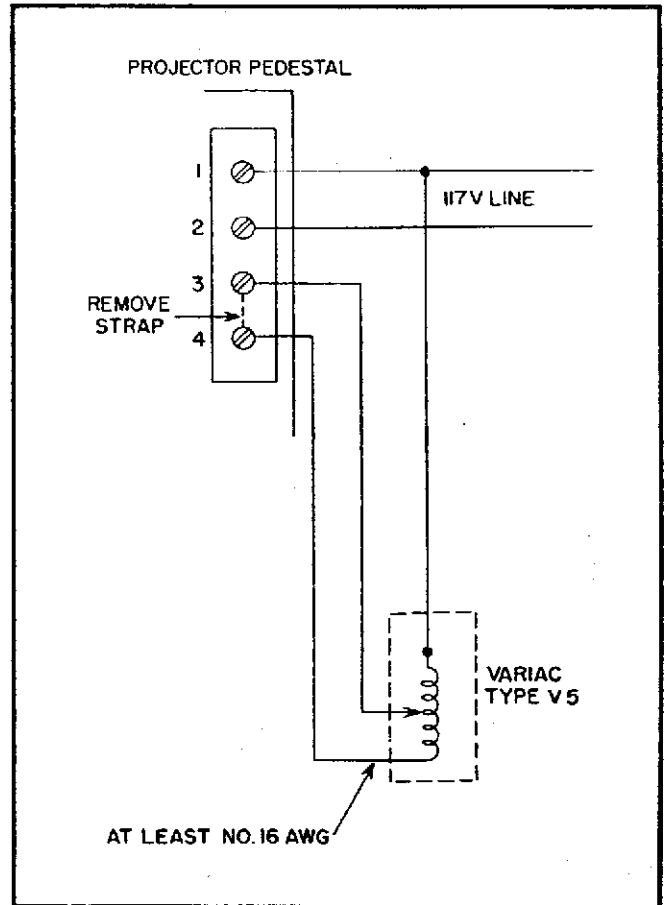 PROJECTOR PEDESTAL
1
117V LINE
2
3
REMOVE
STRAP
4
VARIAC
TYPE V5
AT LEAST NO. 16 AWG